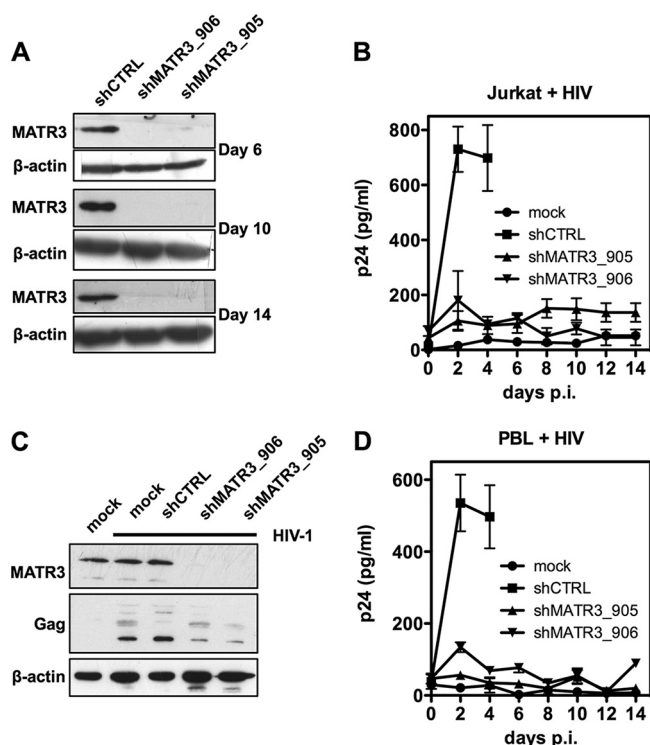 A
shCTRL
shMATR3_906
shMATR3_905
MATR3
β-actin
Day 6
MATR3
β-actin
Day 10
MATR3
β-actin
Day 14
B
Jurkat + HIV
p24 (pg/ml)
800
600
400
200
0
0 2 4 6 8 10 12 14
days p.i.
mock
shCTRL
shMATR3_905
shMATR3_906
C
mock
mock
shCTRL
shMATR3_906
shMATR3_905
HIV-1
MATR3
Gag
β-actin
D
PBL + HIV
p24 (pg/ml)
600
400
200
0
0 2 4 6 8 10 12 14
days p.i.
mock
shCTRL
shMATR3_905
shMATR3_906